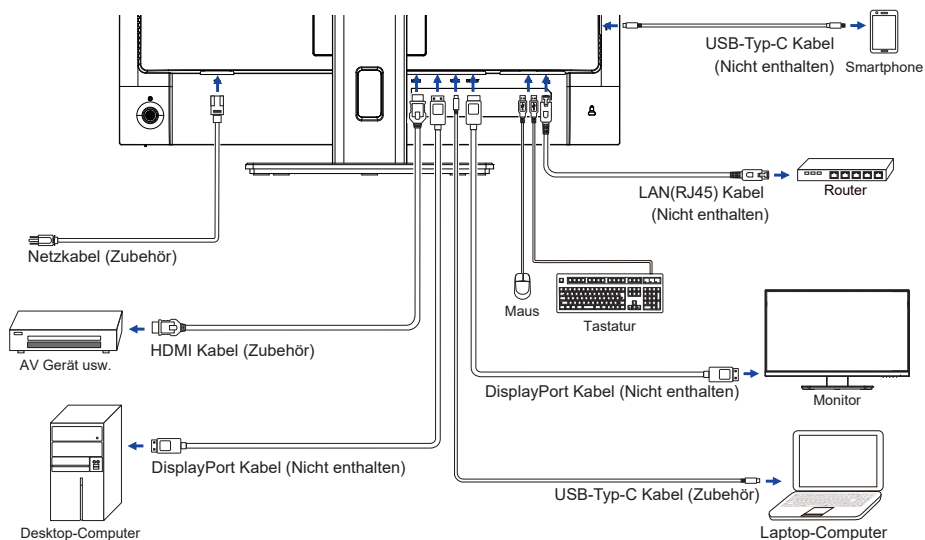 USB-Typ-C Kabel
(Nicht enthalten)
Smartphone
LAN(RJ45) Kabel
(Nicht enthalten)
Router
Netzkabel (Zubehör)
Maus
Tastatur
HDMI Kabel (Zubehör)
AV Gerät usw.
DisplayPort Kabel (Nicht enthalten)
Monitor
DisplayPort Kabel (Nicht enthalten)
USB-Typ-C Kabel (Zubehör)
Desktop-Computer
Laptop-Computer